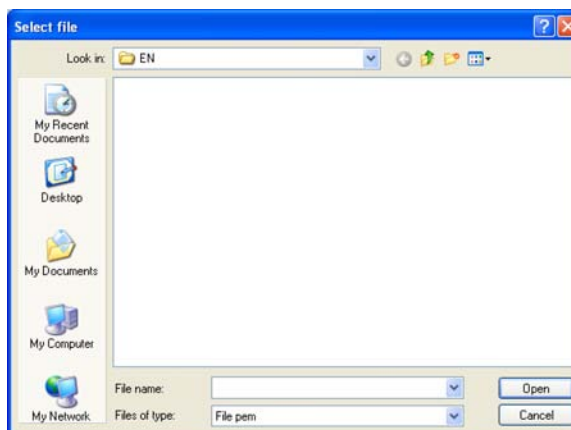 Select file
Look in:
EN
My Recent
Documents
Desktop
My Documents
My Computer
My Network
File name:
Open
Files of type:
File pem
Cancel